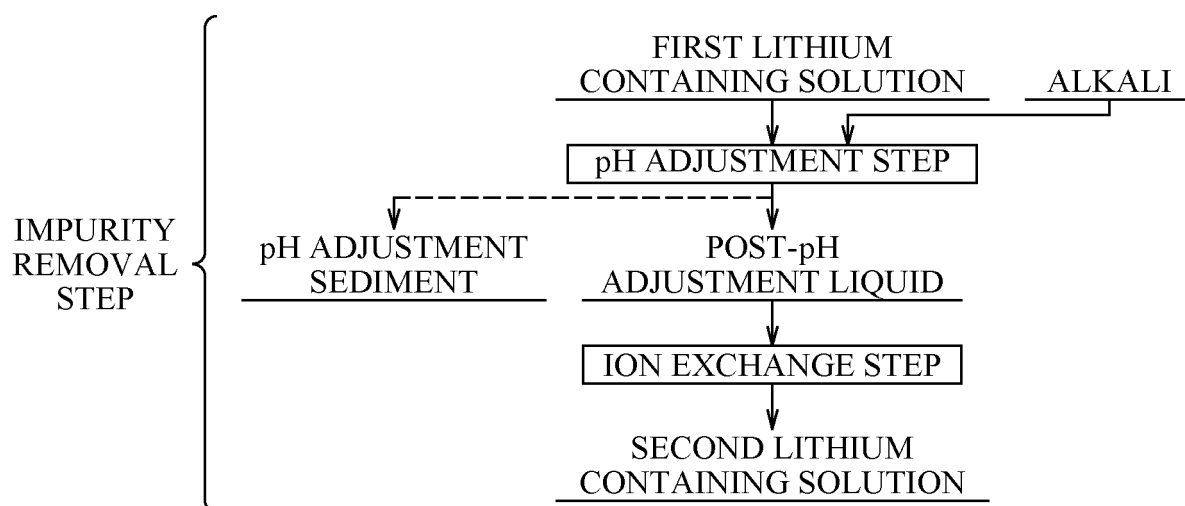 FIRST LITHIUM
CONTAINING SOLUTION
ALKALI
pH ADJUSTMENT STEP
IMPURITY
REMOVAL
STEP
pH ADJUSTMENT
SEDIMENT
POST-pH
ADJUSTMENT LIQUID
ION EXCHANGE STEP
SECOND LITHIUM
CONTAINING SOLUTION